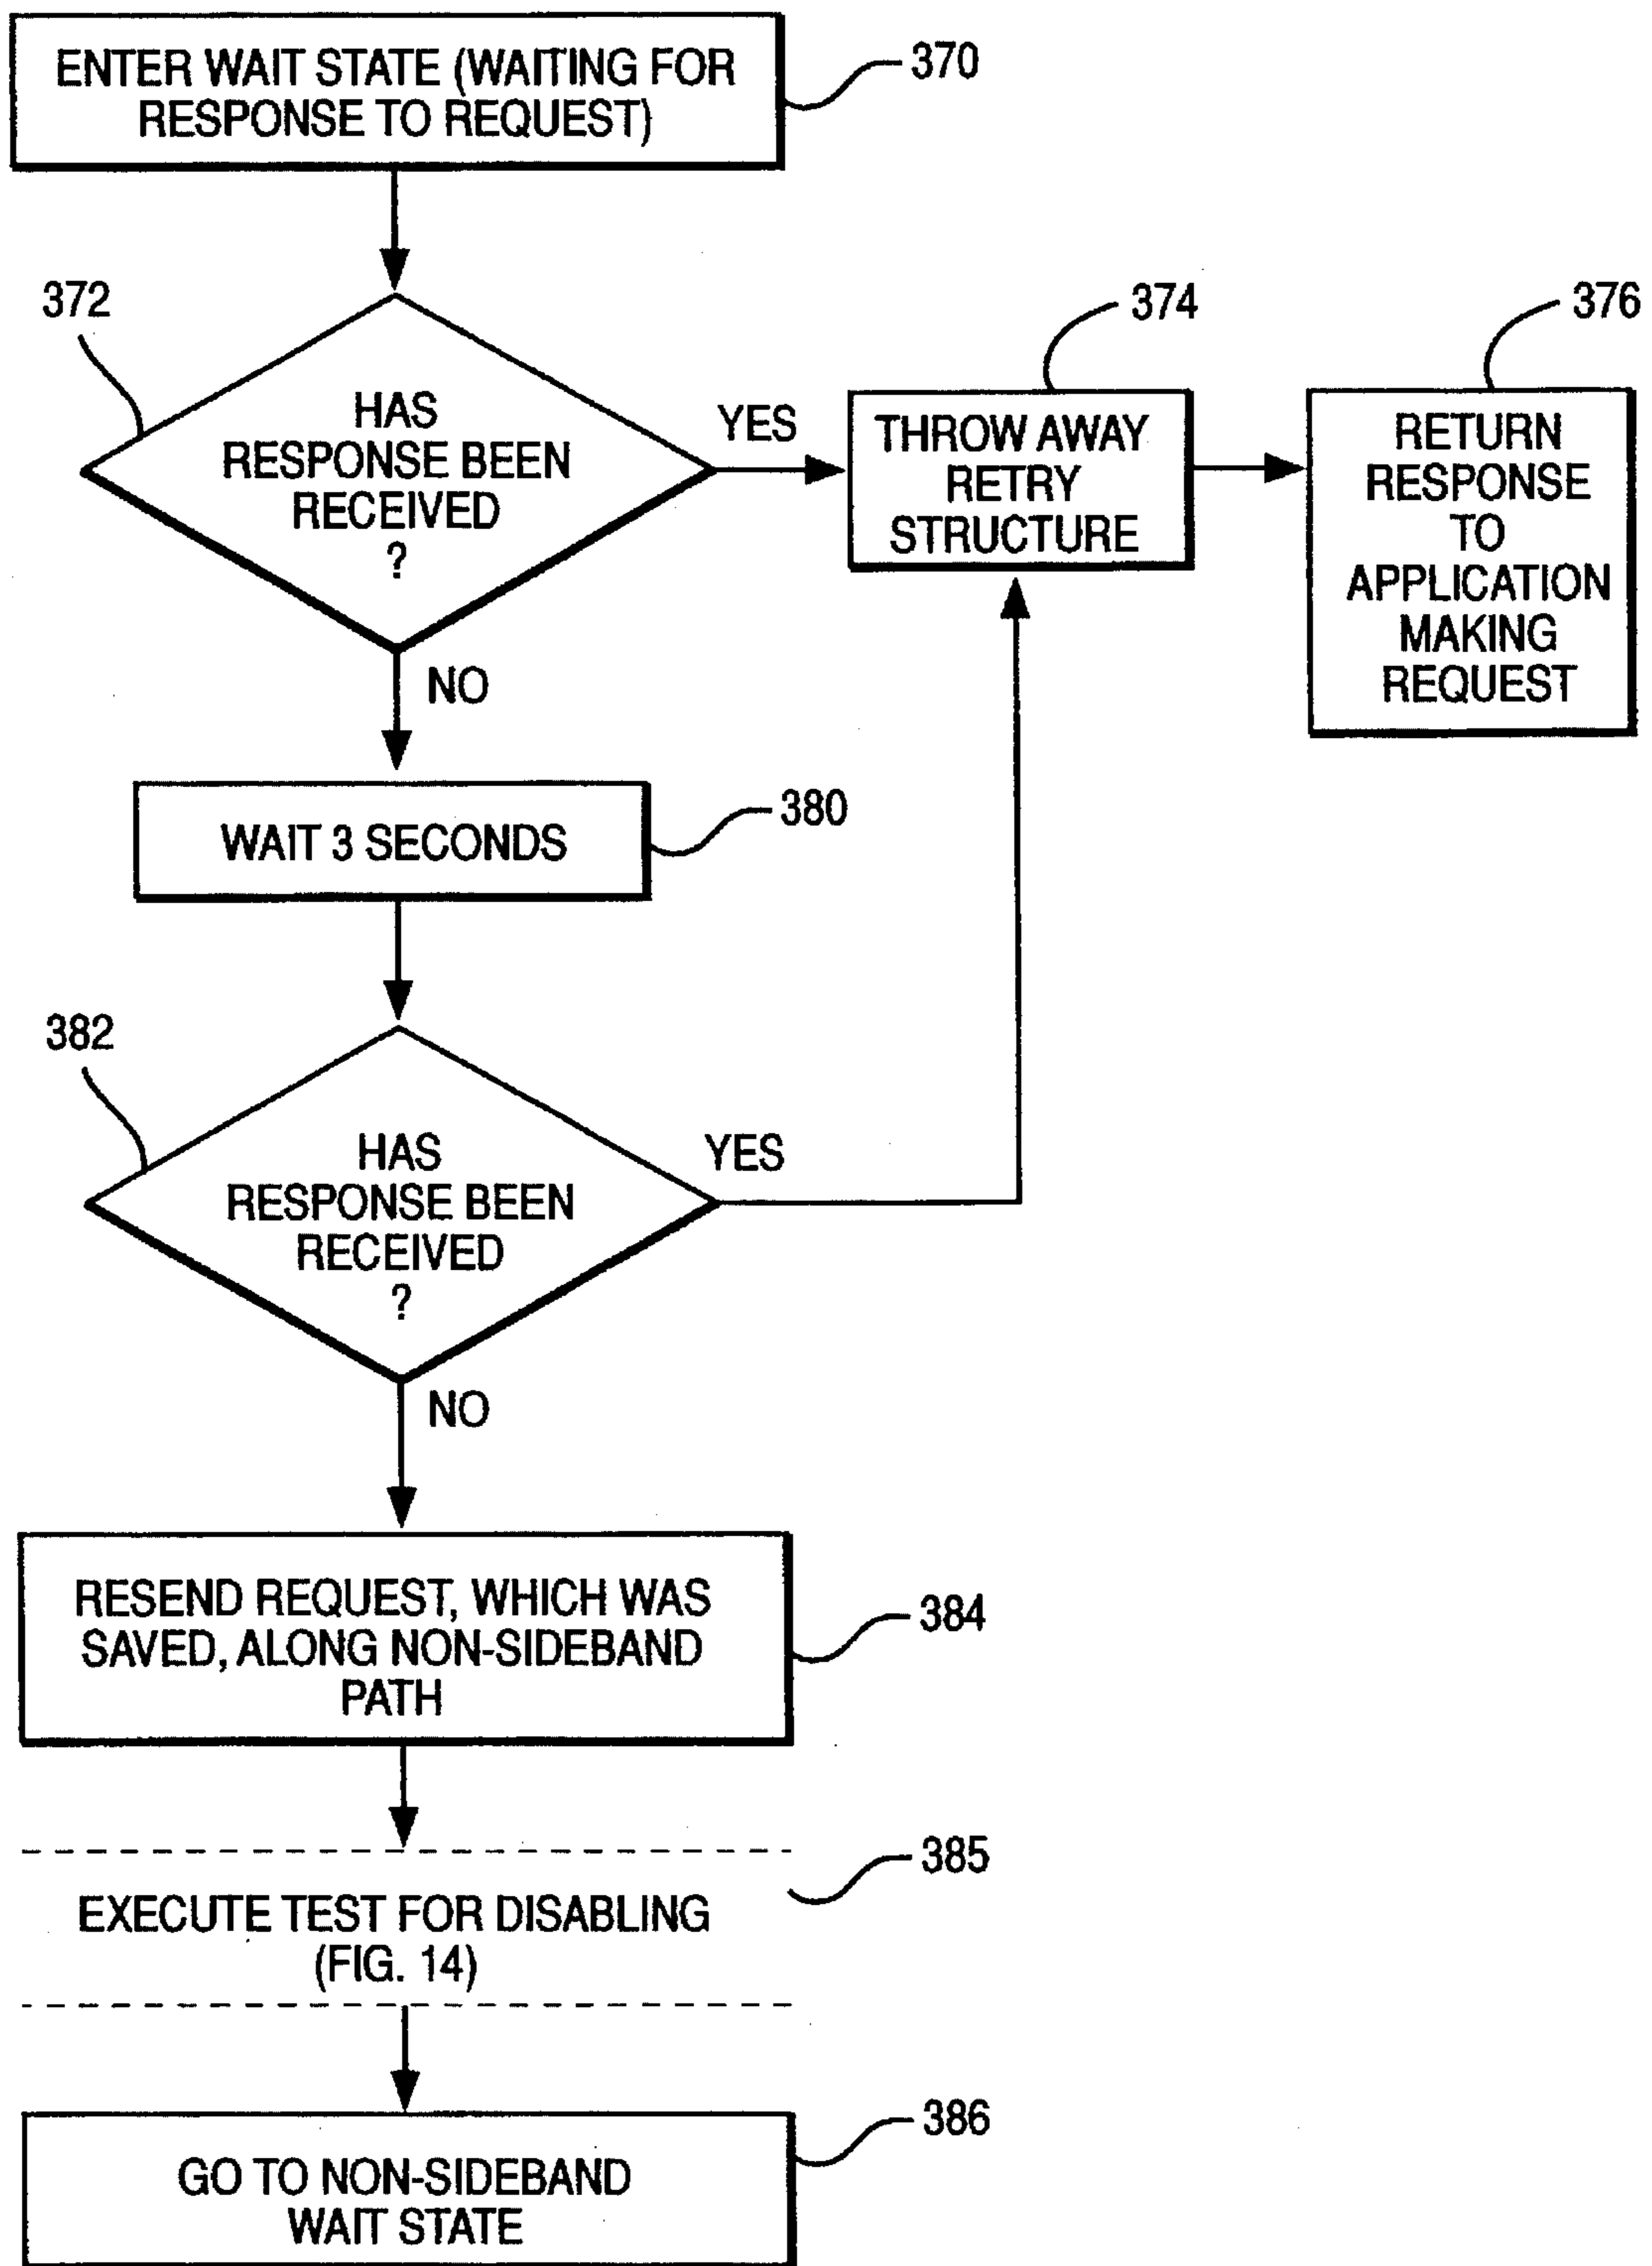 ENTER WAIT STATE (WAITING FOR
RESPONSE TO REQUEST)
370
372
HAS
RESPONSE BEEN
RECEIVED
?
YES
374
THROW AWAY
RETRY
STRUCTURE
376
RETURN
RESPONSE
TO
APPLICATION
MAKING
REQUEST
NO
WAIT 3 SECONDS
380
382
HAS
RESPONSE BEEN
RECEIVED
?
YES
NO
RESEND REQUEST, WHICH WAS
SAVED, ALONG NON-SIDEBAND
PATH
384
EXECUTE TEST FOR DISABLING
(FIG. 14)
385
GO TO NON-SIDEBAND
WAIT STATE
386